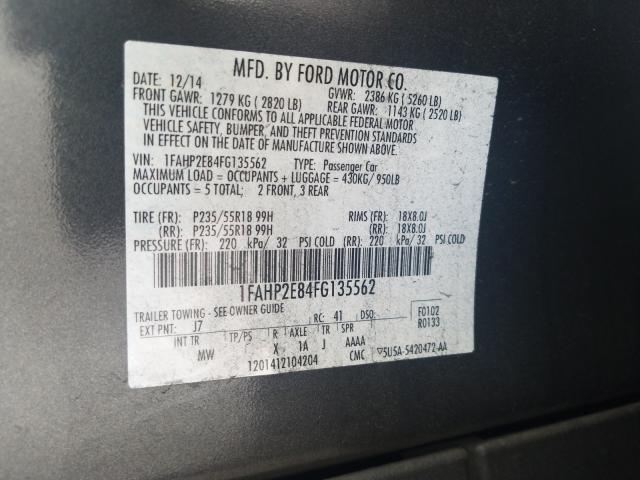 MFD. BY FORD MOTOR CO.
DATE: 12/14 GVWR: 2386 KG ( 5260 LB)
FRONT GAWR: 1279 KG ( 2820 LB) REAR GAWR: 1143 KG ( 2520 LB)
THIS VEHICLE CONFORMS TO ALL APPLICABLE FEDERAL MOTOR
VEHICLE SAFETY, BUMPER, AND THEFT PREVENTION STANDARDS
IN EFFECT ON THE DATE OF MANUFACTURE SHOWN ABOVE.
VIN: 1FAHP2E84FG135562 TYPE: Passenger Car
MAXIMUM LOAD = OCCUPANTS + LUGGAGE = 430KG/ 950LB
OCCUPANTS = 5 TOTAL; 2 FRONT, 3 REAR
TIRE (FR): P235/55R18 99H RIMS (FR): 18X8.0J
(RR): P235/55R18 99H (RR): 18X8.0J
PRESSURE (FR): 220 kPa/ 32 PSI COLD (RR): 220 kPa/ 32 PSI COLD
1FAHP2E84FG135562
TRAILER TOWING - SEE OWNER GUIDE
EXT PNT: J7 RC: 41 DSO: F0102
R0133
INT TR TP/PS R AXLE TR SPR
MW X 1A J AAAA
1201412104204 CMC ▽5U5A-5420472-AA